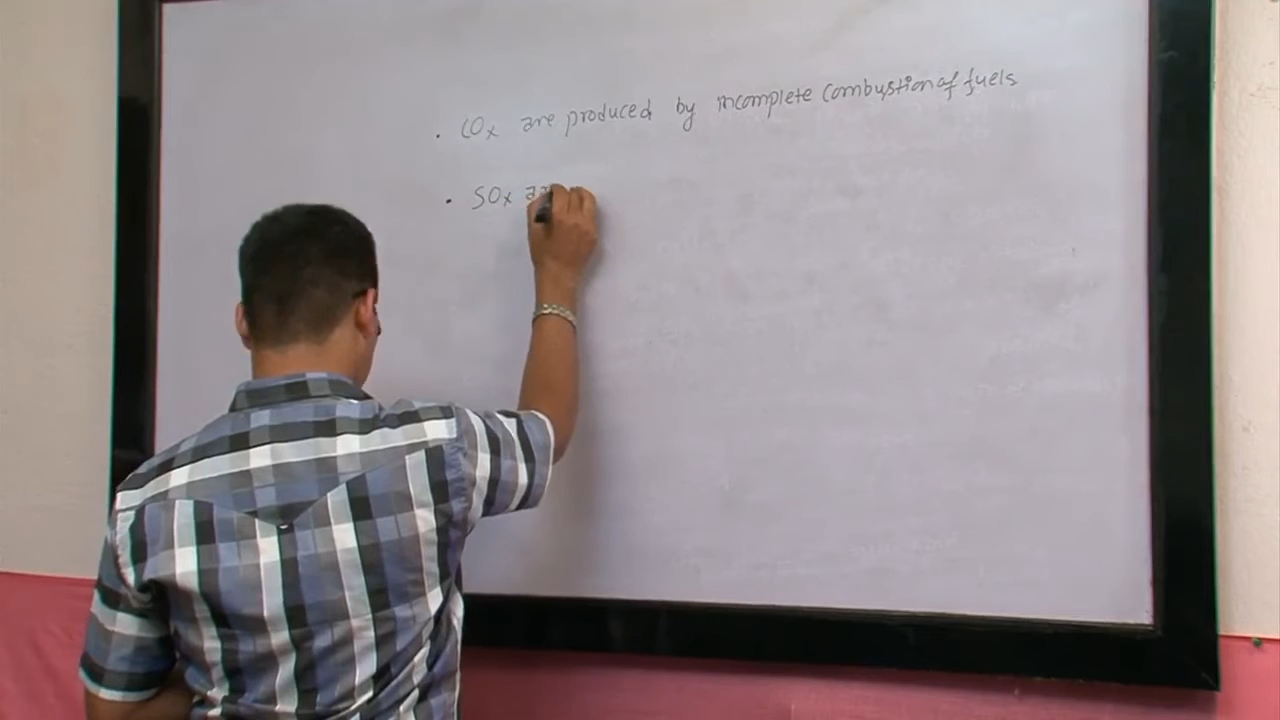 . COx are produced by incomplete combustion of fuels
. SOx a